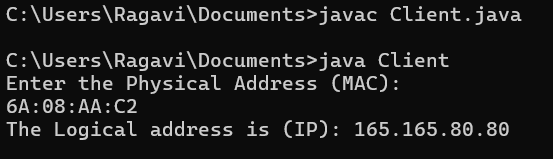 C:\Users\Ragavi\Documents>javac Client.java
C:\Users\Ragavi\Documents>java Client
Enter the Physical Address (MAC):
6A:08:AA:C2
The Logical address is (IP): 165.165.80.80